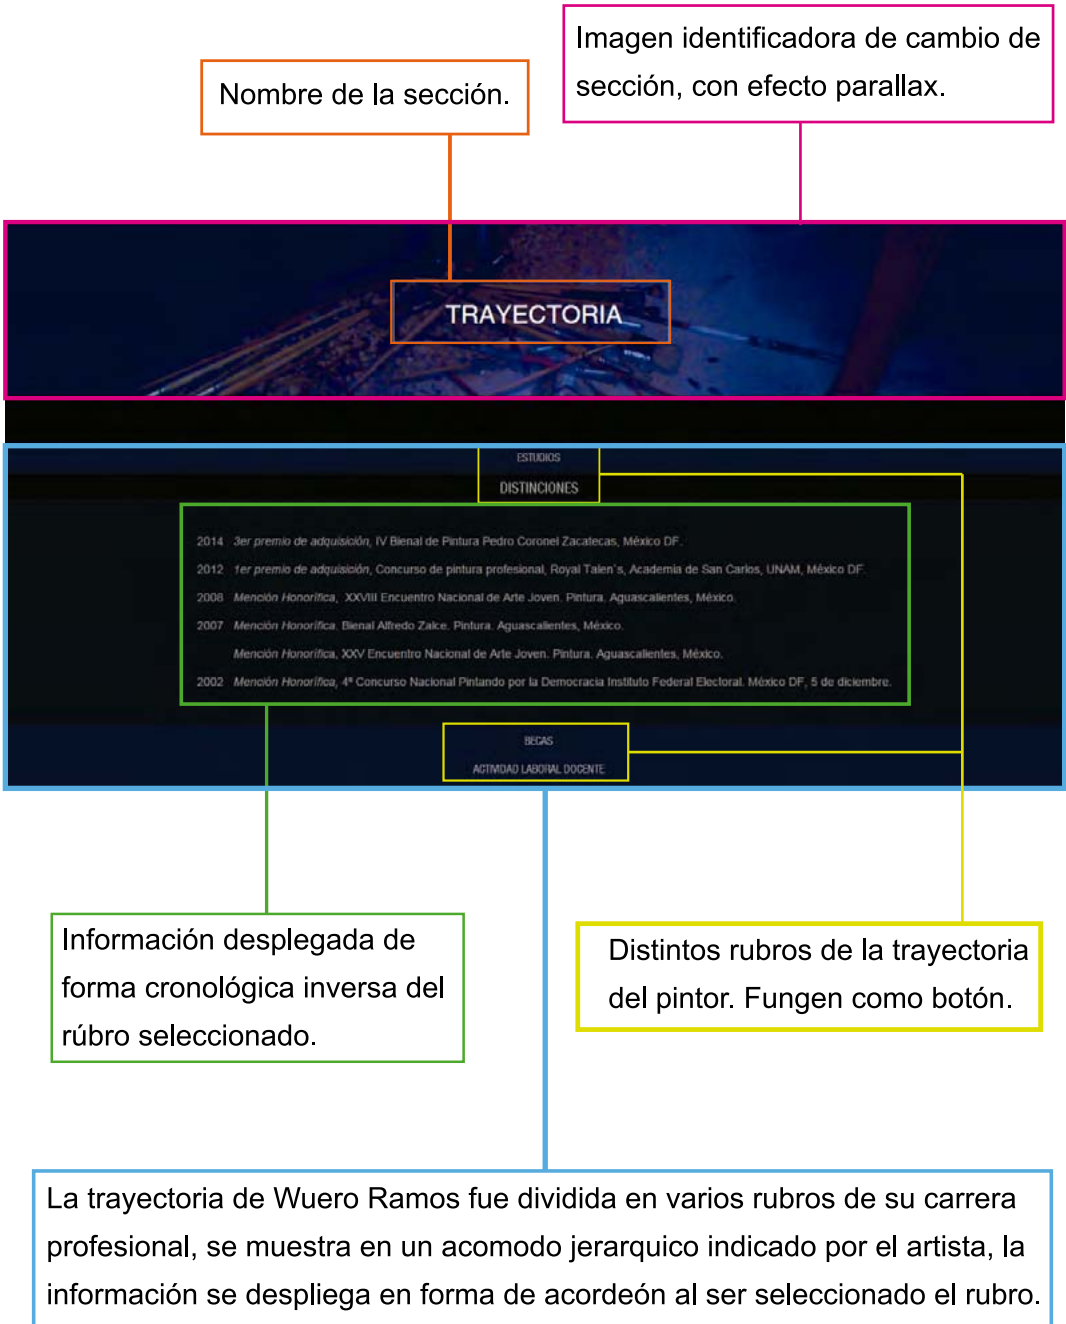 Imagen identificadora de cambio de
sección, con efecto parallax.
Nombre de la sección.
TRAYECTORIA
ESTUDIOS
DISTINCIONES
2014 3er premio de adquisición, IV Bienal de Pintura Pedro Coronel Zacatecas, México DF.
2012 1er premio de adquisición, Concurso de pintura profesional, Royal Talen´s, Academia de San Carlos, UNAM, México DF.
2008 Mención Honorífica, XXVIII Encuentro Nacional de Arte Joven. Pintura. Aguascalientes, México.
2007 Mención Honorífica. Bienal Alfredo Zalce. Pintura. Aguascalientes, México.
Mención Honorífica, XXV Encuentro Nacional de Arte Joven. Pintura. Aguascalientes, México.
2002 Mención Honorífica, 4º Concurso Nacional Pintando por la Democracia Instituto Federal Electoral. México DF, 5 de diciembre.
BECAS
ACTIVIDAD LABORAL DOCENTE
Información desplegada de
forma cronológica inversa del
rúbro seleccionado.
Distintos rubros de la trayectoria
del pintor. Fungen como botón.
La trayectoria de Wuero Ramos fue dividida en varios rubros de su carrera
profesional, se muestra en un acomodo jerarquico indicado por el artista, la
información se despliega en forma de acordeón al ser seleccionado el rubro.